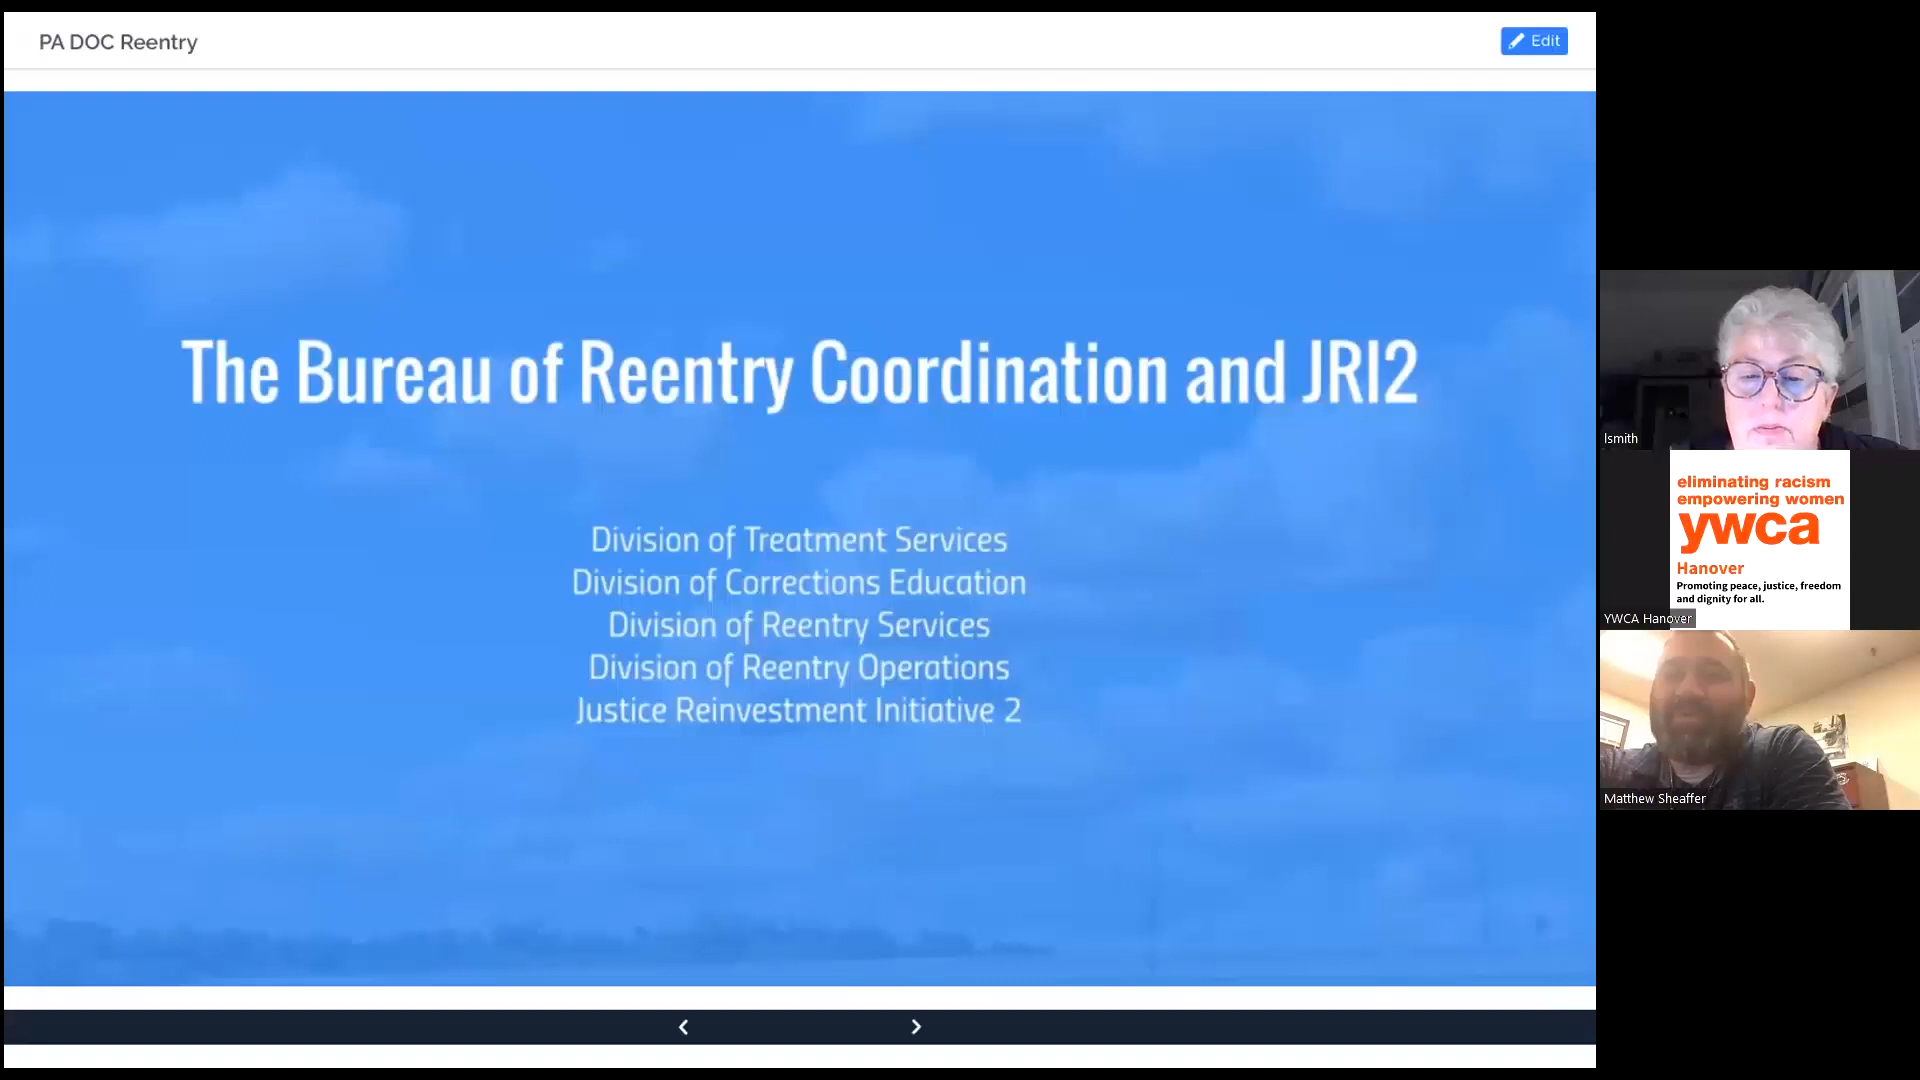 PA DOC Reentry
Edit
The Bureau of Reentry Coordination and JRI2
Division of Treatment Services
Division of Corrections Education
Division of Reentry Services
Division of Reentry Operations
Justice Reinvestment Initiative 2
lsmith
eliminating racism
empowering women
ywca
Hanover
Promoting peace, justice, freedom
and dignity for all.
YWCA Hanover
Matthew Sheaffer